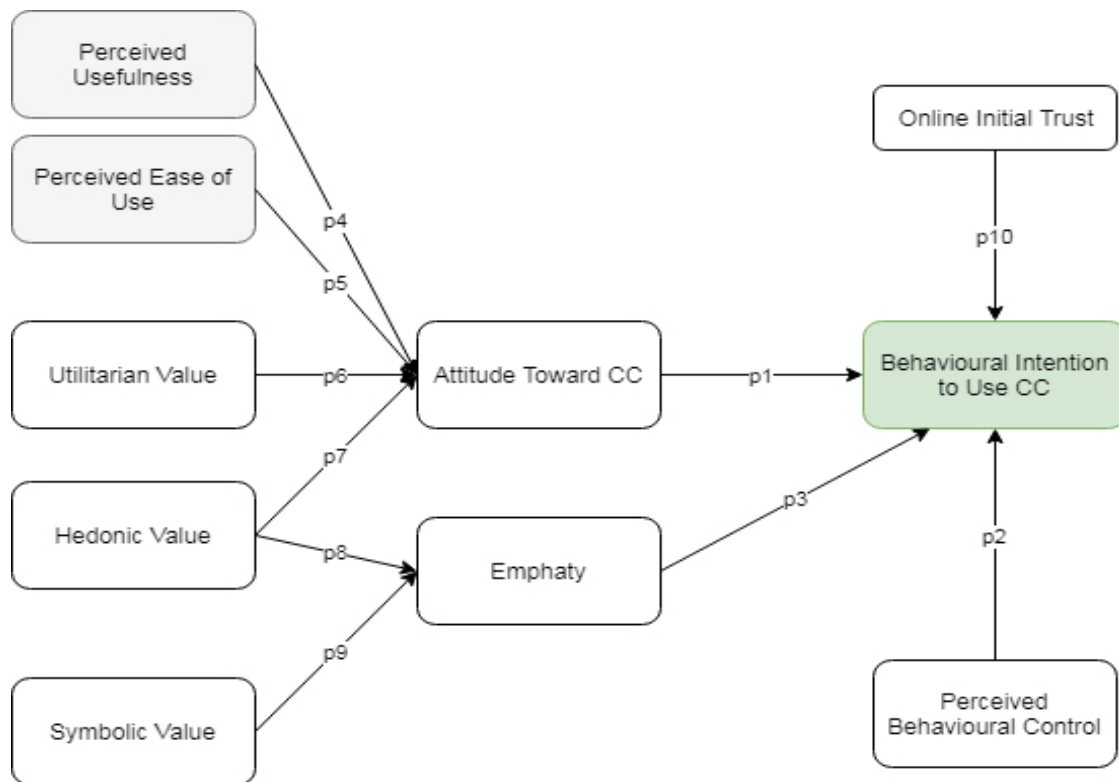 Perceived
Usefulness
Online Initial Trust
Perceived Ease of
Use
p4
p10
p5
Utilitarian Value
p6
Attitude Toward CC
p1
Behavioural Intention
to Use CC
p7
p3
Hedonic Value
p8
Emphaty
p2
p9
Symbolic Value
Perceived
Behavioural Control